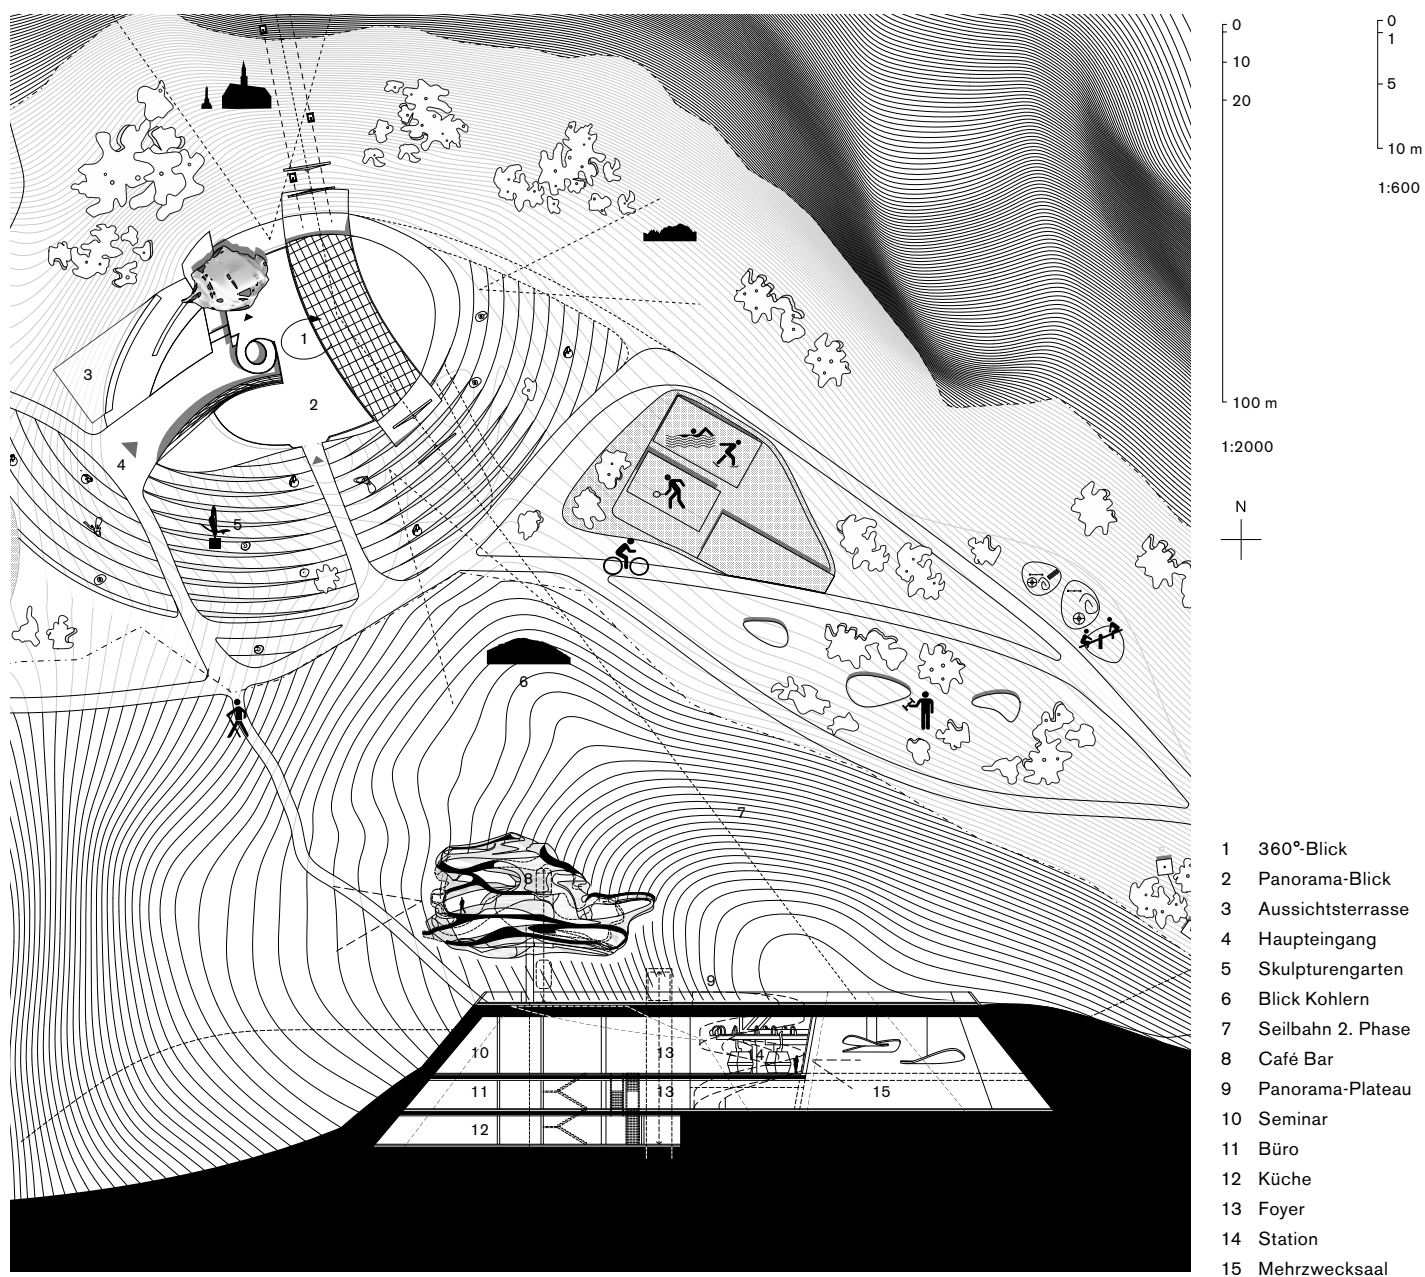 0
10
20
100 m
1:2000
N
0
1
5
10 m
1:600
1
2
3
4
5
6
7
8
9
10
13
14
11
13
15
12
1 360°-Blick
2 Panorama-Blick
3 Aussichtsterrasse
4 Haupteingang
5 Skulpturengarten
6 Blick Kohlern
7 Seilbahn 2. Phase
8 Café Bar
9 Panorama-Plateau
10 Seminar
11 Büro
12 Küche
13 Foyer
14 Station
15 Mehrzwecksaal